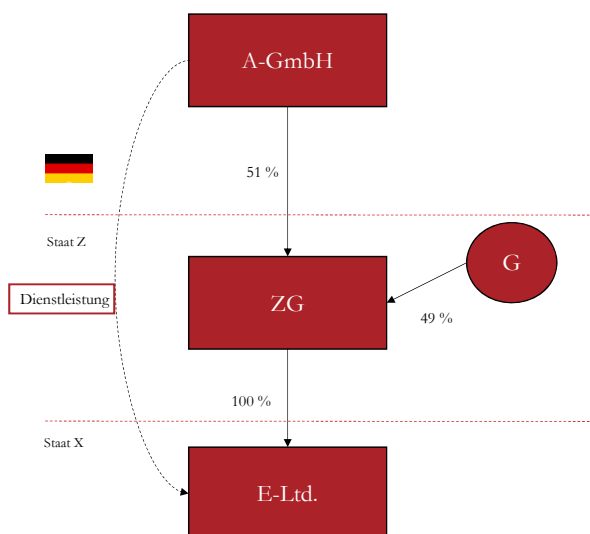 A-GmbH
51 %
Staat Z
G
Dienstleistung
ZG
49 %
100 %
Staat X
E-Ltd.